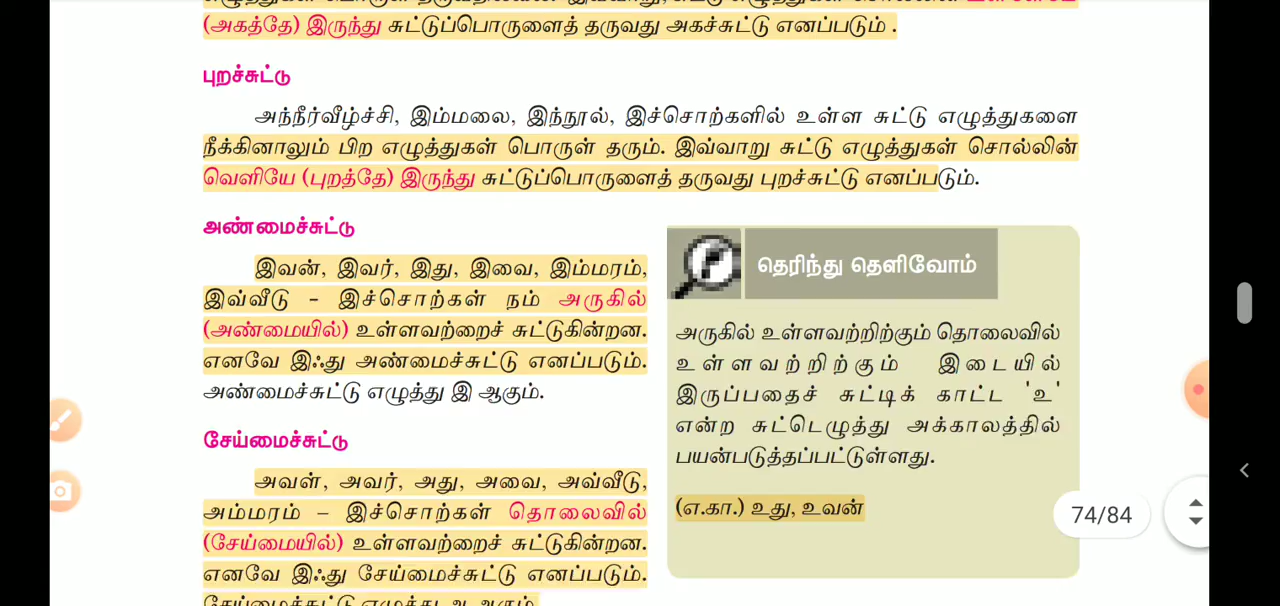 (அகத்தே) இருந்து சுட்டுப்பொருளைத் தருவது அகச்சுட்டு எனப்படும் .
புறச்சுட்டு
அந்நீர்வீழ்ச்சி, இம்மலை, இந்நூல், இச்சொற்களில் உள்ள சுட்டு எழுத்துகளை
நீக்கினாலும் பிற எழுத்துகள் பொருள் தரும். இவ்வாறு சுட்டு எழுத்துகள் சொல்லின்
வெளியே (புறத்தே) இருந்து சுட்டுப்பொருளைத் தருவது புறச்சுட்டு எனப்படும்.
அண்மைச்சுட்டு
இவன், இவர், இது, இவை, இம்மரம்,
இவ்வீடு - இச்சொற்கள் நம் அருகில்
(அண்மையில்) உள்ளவற்றைச் சுட்டுகின்றன.
எனவே இஃது அண்மைச்சுட்டு எனப்படும்.
அண்மைச்சுட்டு எழுத்து இ ஆகும்.
சேய்மைச்சுட்டு
அவள், அவர், அது, அவை, அவ்வீடு,
அம்மரம் – இச்சொற்கள் தொலைவில்
(சேய்மையில்) உள்ளவற்றைச் சுட்டுகின்றன.
எனவே இஃது சேய்மைச்சுட்டு எனப்படும்.
சேய்மைச்சுட்டு எழுத்து அ ஆகும்.
தெரிந்து தெளிவோம்
அருகில் உள்ளவற்றிற்கும் தொலைவில்
உள்ளவற்றிற்கும் இடையில்
இருப்பதைச் சுட்டிக் காட்ட 'உ'
என்ற சுட்டெழுத்து அக்காலத்தில்
பயன்படுத்தப்பட்டுள்ளது.
(எ.கா.) உது, உவன்
74/84